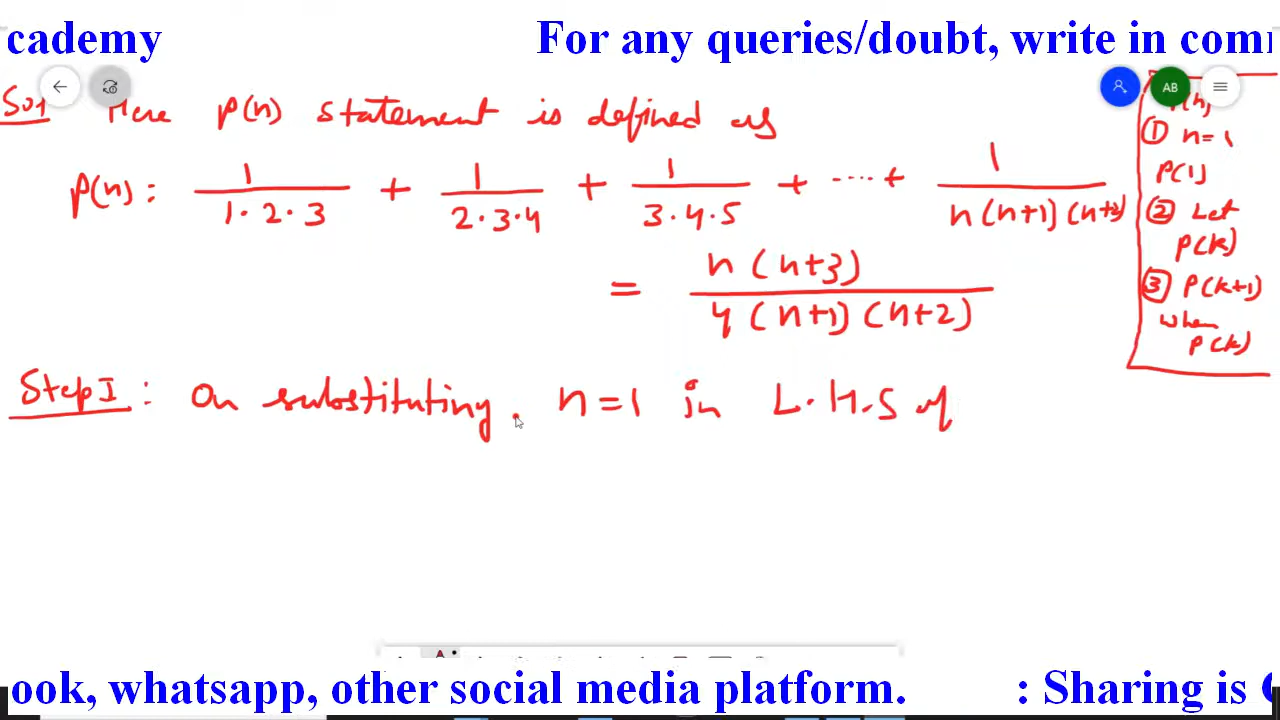 cademy For any queries/doubt, write in com
Sol Here P(n) statement is defined as
P(n) : 1/(1·2·3) + 1/(2·3·4) + 1/(3·4·5) + ····+ 1/(n(n+1)(n+2))
= n(n+3)/(4(n+1)(n+2))
Step I : On substituting. n=1 in L.H.S of
AB
P(n)
① n=1
P(1)
② Let
P(k)
③ P(k+1)
when
P(k)
ook, whatsapp, other social media platform. : Sharing is